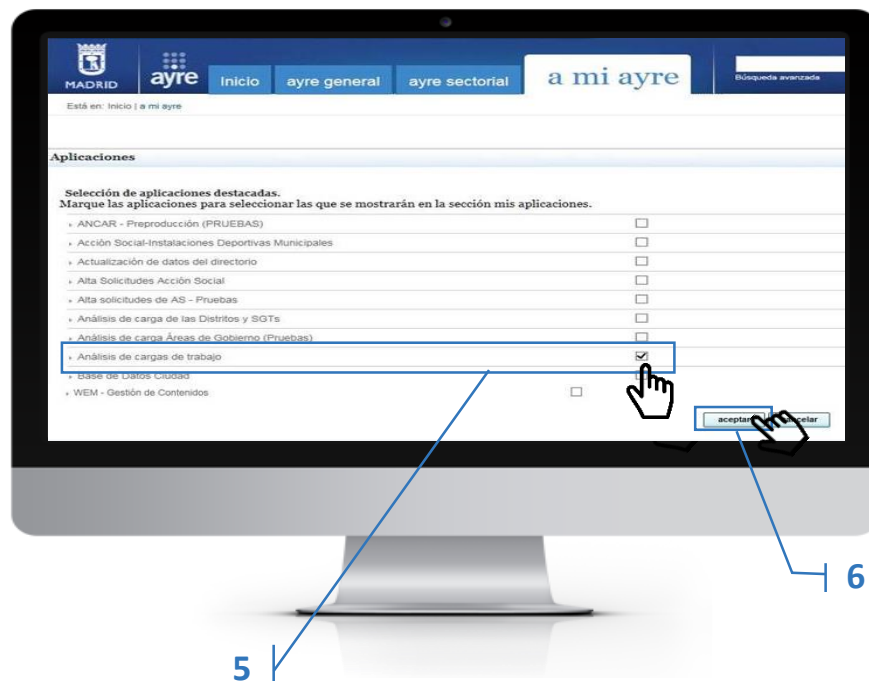 MADRID
ayre
Inicio
ayre general
ayre sectorial
a mi ayre
Búsqueda avanzada
Está en: Inicio | a mi ayre
Aplicaciones
Selección de aplicaciones destacadas.
Marque las aplicaciones para seleccionar las que se mostrarán en la sección mis aplicaciones.
ANCAR - Preproducción (PRUEBAS)
Acción Social-Instalaciones Deportivas Municipales
Actualización de datos del directorio
Alta Solicitudes Acción Social
Alta solicitudes de AS - Pruebas
Análisis de carga de las Distritos y SGTs
Análisis de carga Áreas de Gobierno (Pruebas)
Análisis de cargas de trabajo
Base de Datos Ciudad
WEM - Gestión de Contenidos
aceptar
cancelar
6
5